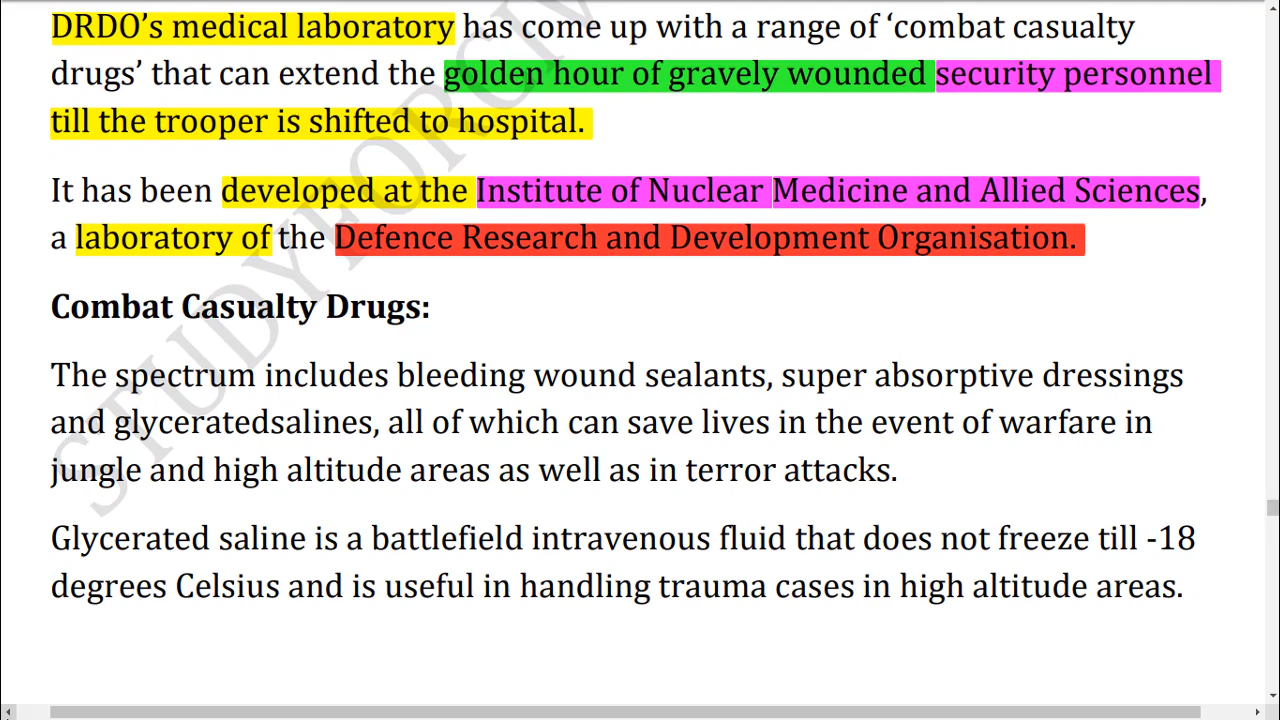 DRDO’s medical laboratory has come up with a range of ‘combat casualty
drugs’ that can extend the golden hour of gravely wounded security personnel
till the trooper is shifted to hospital.
It has been developed at the Institute of Nuclear Medicine and Allied Sciences,
a laboratory of the Defence Research and Development Organisation.
Combat Casualty Drugs:
The spectrum includes bleeding wound sealants, super absorptive dressings
and glyceratedsalines, all of which can save lives in the event of warfare in
jungle and high altitude areas as well as in terror attacks.
Glycerated saline is a battlefield intravenous fluid that does not freeze till -18
degrees Celsius and is useful in handling trauma cases in high altitude areas.
STUDYFORCIV